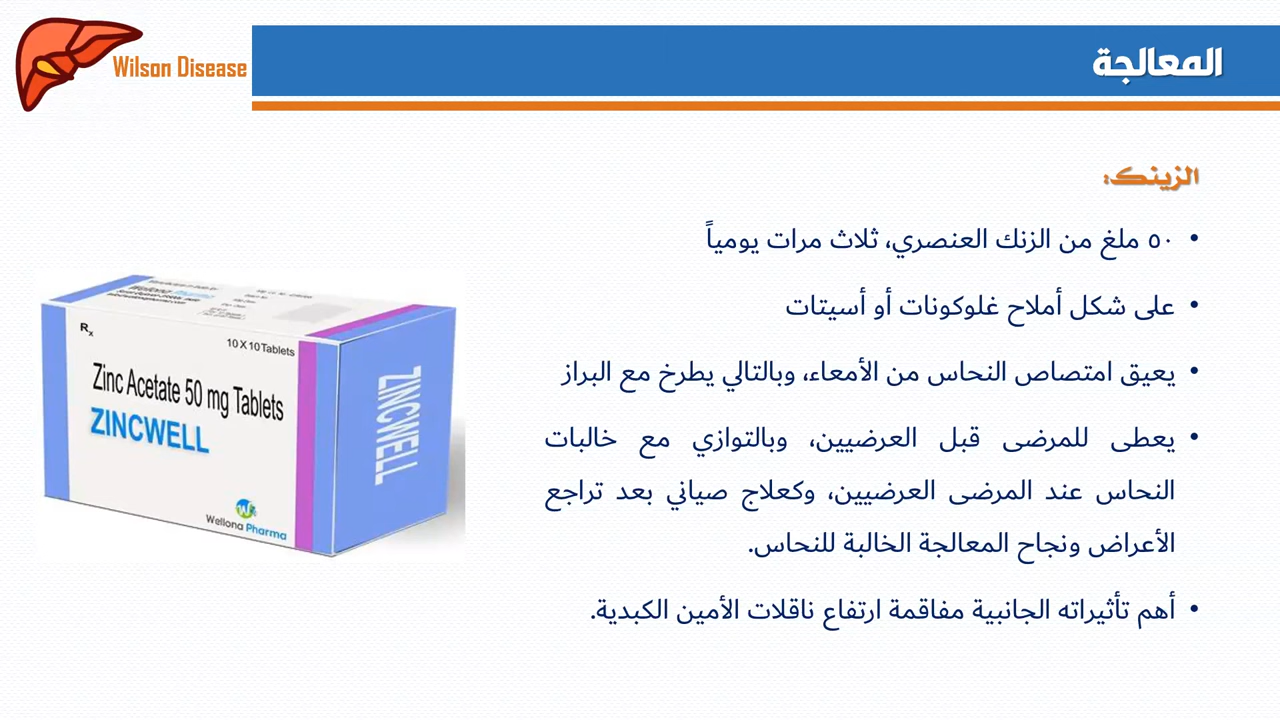 Wilson Disease
المعالجة
الزينك:
• ٥٠ ملغ من الزنك العنصري، ثلاث مرات يومياً
• على شكل أملاح غلوكونات أو أسيتات
• يعيق امتصاص النحاس من الأمعاء، وبالتالي يطرخ مع البراز
• يعطى للمرضى قبل العرضيين، وبالتوازي مع خالبات
النحاس عند المرضى العرضيين، وكعلاج صياني بعد تراجع
الأعراض ونجاح المعالجة الخالبة للنحاس.
• أهم تأثيراته الجانبية مفاقمة ارتفاع ناقلات الأمين الكبدية.
Rx
10 X 10 Tablets
Zinc Acetate 50 mg Tablets
ZINCWELL
Wellona Pharma
ZINCWELL